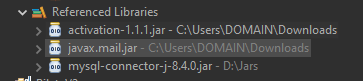 Referenced Libraries
activation-1.1.1.jar - C:\Users\DOMAIN\Downloads
javax.mail.jar - C:\Users\DOMAIN\Downloads
mysql-connector-j-8.4.0.jar - D:\Jars